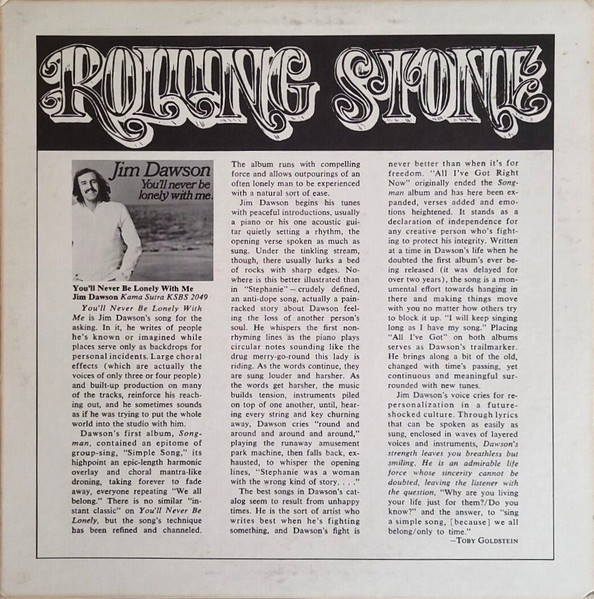 ROLLING STONE
Jim Dawson
You'll never be
lonely with me.
You'll Never Be Lonely With Me
Jim Dawson Kama Sutra KSBS 2049
You'll Never Be Lonely With
Me is Jim Dawson's song for the
asking. In it, he writes of people
he's known or imagined while
places serve only as backdrops for
personal incidents. Large choral
effects (which are actually the
voices of only three or four people)
and built-up production on many
of the tracks, reinforce his reach-
ing out, and he sometimes sounds
as if he was trying to put the whole
world into the studio with him.
Dawson's first album, Song-
man, contained an epitome of
group-sing, "Simple Song," its
highpoint an epic-length harmonic
overlay and choral mantra-like
droning, taking forever to fade
away, everyone repeating "We all
belong." There is no similar "in-
stant classic" on You'll Never Be
Lonely, but the song's technique
has been refined and channeled.
The album runs with compelling
force and allows outpourings of an
often lonely man to be experienced
with a natural sort of ease.
Jim Dawson begins his tunes
with peaceful introductions, usually
a piano or his one acoustic gui-
tar quietly setting a rhythm, the
opening verse spoken as much as
sung. Under the tinkling stream,
though, there usually lurks a bed
of rocks with sharp edges. No-
where is this better illustrated than
in "Stephanie" – crudely defined,
an anti-dope song, actually a pain-
racked story about Dawson feel-
ing the loss of another person's
soul. He whispers the first non-
rhyming lines as the piano plays
circular notes sounding like the
drug merry-go-round this lady is
riding. As the words continue, they
are sung louder and harsher. As
the words get harsher, the music
builds tension, instruments piled
on top of one another, until, hear-
ing every string and key churning
away, Dawson cries "round and
around and around and around,"
playing the runaway amusement
park machine, then falls back, ex-
hausted, to whisper the opening
lines, "Stephanie was a woman
with the wrong kind of story. . . ."
The best songs in Dawson's cat-
alog seem to result from unhappy
times. He is the sort of artist who
writes best when he's fighting
something, and Dawson's fight is
never better than when it's for
freedom. "All I've Got Right
Now" originally ended the Song-
man album and has here been ex-
panded, verses added and emo-
tions heightened. It stands as a
declaration of independence for
any creative person who's fight-
ing to protect his integrity. Written
at a time in Dawson's life when he
doubted the first album's ever be-
ing released (it was delayed for
over two years), the song is a mon-
umental effort towards hanging in
there and making things move
with you no matter how others try
to block it up. "I will keep singing
long as I have my song." Placing
"All I've Got" on both albums
serves as Dawson's trailmarker.
He brings along a bit of the old,
changed with time's passing, yet
continuous and meaningful sur-
rounded with new tunes.
Jim Dawson's voice cries for re-
personalization in a future-
shocked culture. Through lyrics
that can be spoken as easily as
sung, enclosed in waves of layered
voices and instruments, Dawson's
strength leaves you breathless but
smiling. He is an admirable life
force whose sincerity cannot be
doubted, leaving the listener with
the question, "Why are you living
your life just for them?/Do you
know?" and the answer, to "sing
a simple song, [because] we all
belong/only to time."
–TOBY GOLDSTEIN